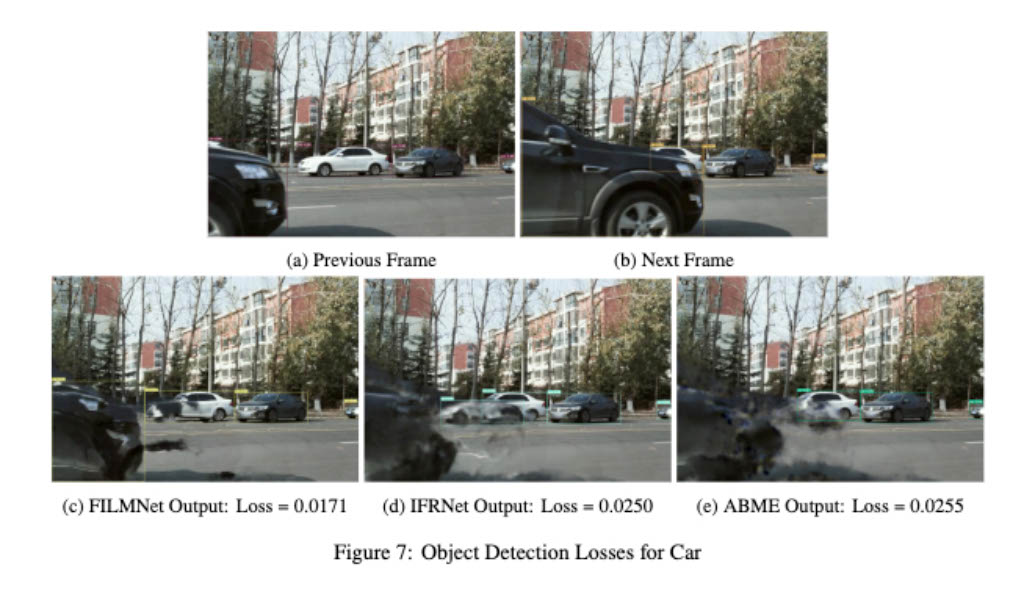 (a) Previous Frame
(b) Next Frame
(c) FILMNet Output: Loss = 0.0171
(d) IFRNet Output: Loss = 0.0250
(e) ABME Output: Loss = 0.0255
Figure 7: Object Detection Losses for Car